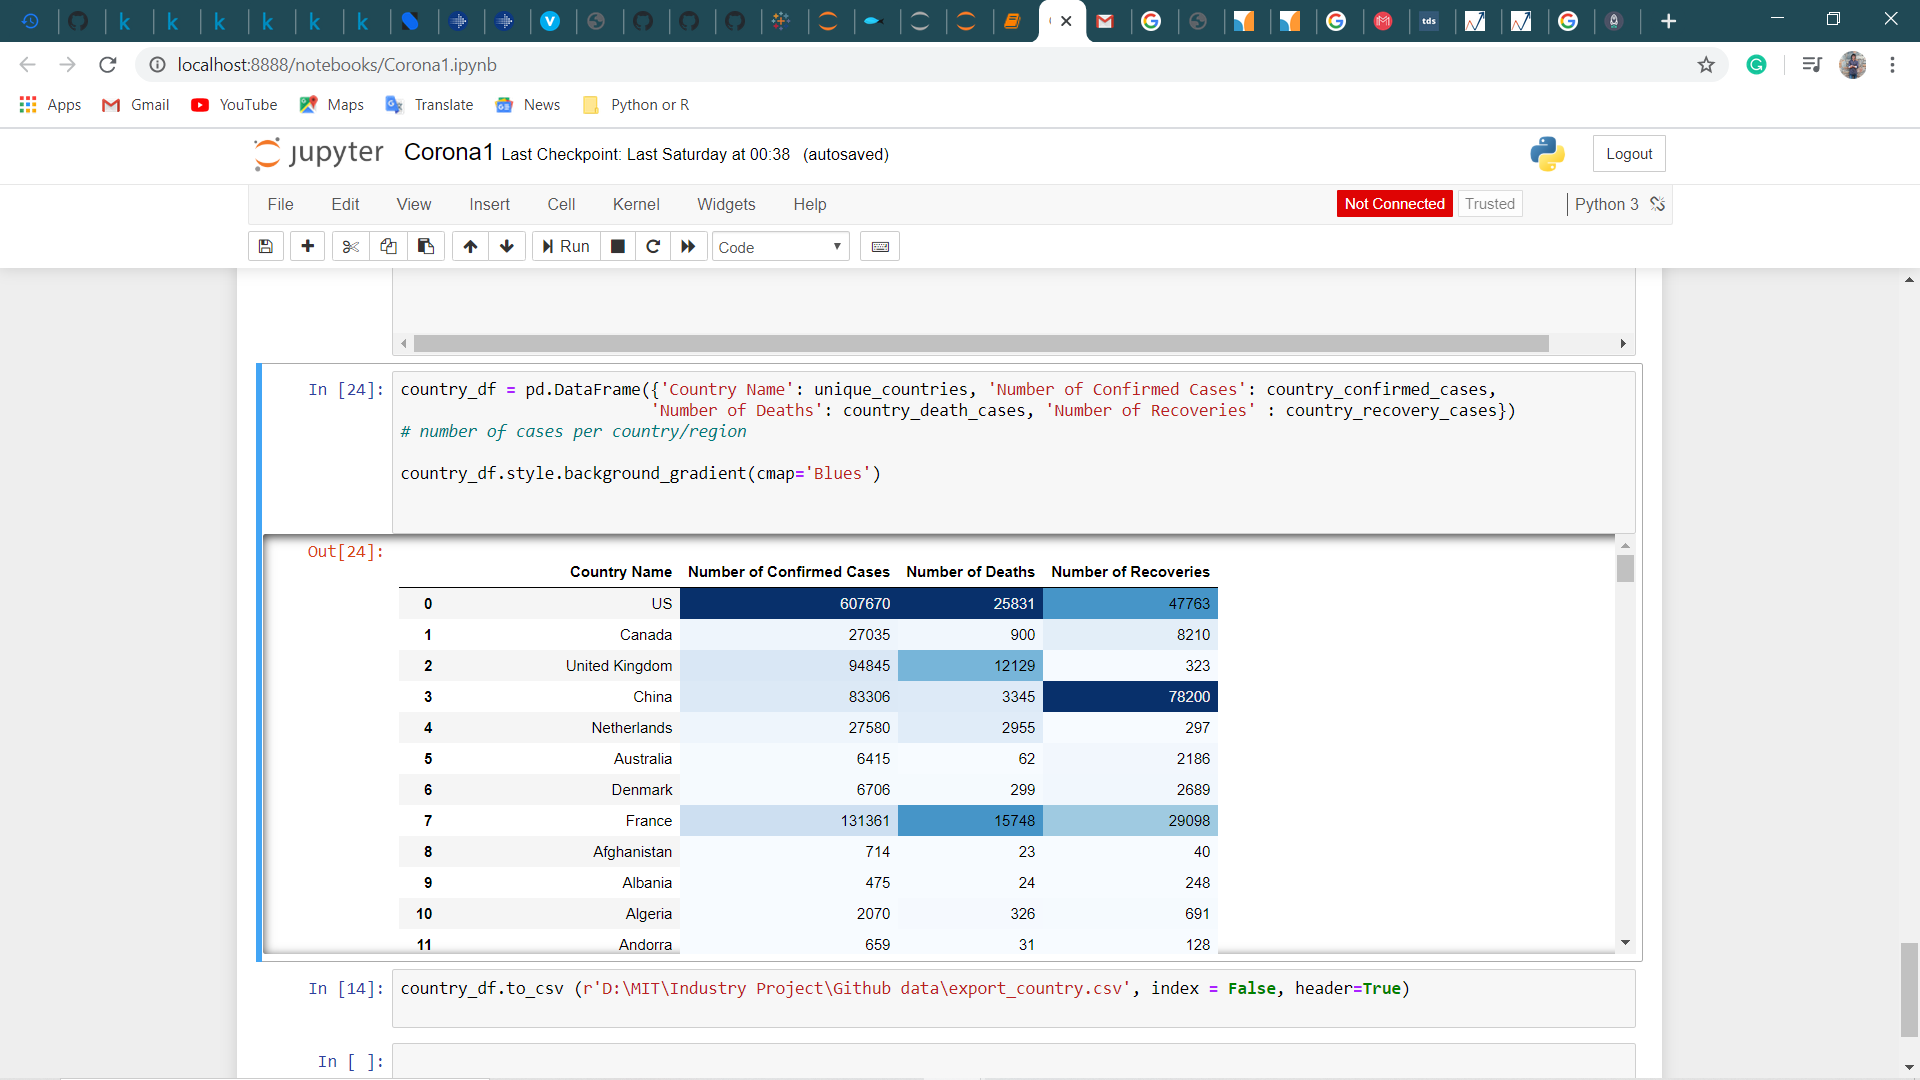 k k k k k k V tds
localhost:8888/notebooks/Corona1.ipynb
Apps Gmail YouTube Maps Translate News Python or R
jupyter Corona1 Last Checkpoint: Last Saturday at 00:38 (autosaved) Logout
File Edit View Insert Cell Kernel Widgets Help Not Connected Trusted Python 3
Run Code
In [24]: country_df = pd.DataFrame({'Country Name': unique_countries, 'Number of Confirmed Cases': country_confirmed_cases,
'Number of Deaths': country_death_cases, 'Number of Recoveries' : country_recovery_cases})
# number of cases per country/region
country_df.style.background_gradient(cmap='Blues')
Out[24]:
Country Name Number of Confirmed Cases Number of Deaths Number of Recoveries
0 US 607670 25831 47763
1 Canada 27035 900 8210
2 United Kingdom 94845 12129 323
3 China 83306 3345 78200
4 Netherlands 27580 2955 297
5 Australia 6415 62 2186
6 Denmark 6706 299 2689
7 France 131361 15748 29098
8 Afghanistan 714 23 40
9 Albania 475 24 248
10 Algeria 2070 326 691
11 Andorra 659 31 128
In [14]: country_df.to_csv (r'D:\MIT\Industry Project\Github data\export_country.csv', index = False, header=True)
In [ ]: